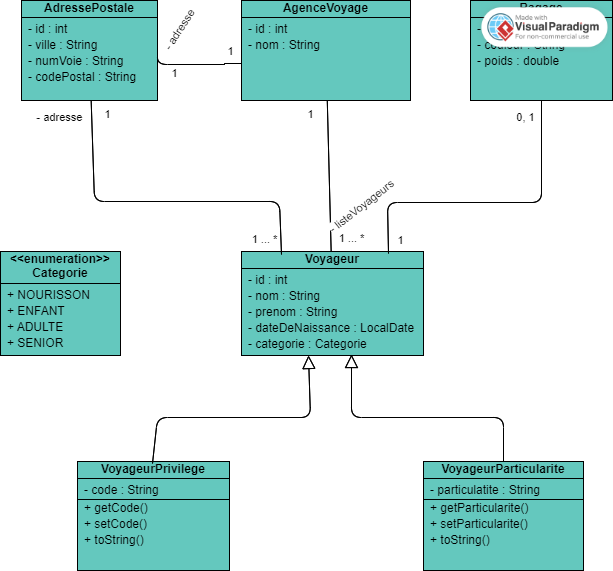 AdressePostale
- id : int
- ville : String
- numVoie : String
- codePostal : String
- adresse
1
1
AgenceVoyage
- id : int
- nom : String
Bagage
- couleur : String
- poids : double
Made with
VisualParadigm
For non-commercial use
- adresse
1
1
0, 1
- listeVoyageurs
1 ... *
1 ... *
1
<<enumeration>>
Categorie
+ NOURISSON
+ ENFANT
+ ADULTE
+ SENIOR
Voyageur
- id : int
- nom : String
- prenom : String
- dateDeNaissance : LocalDate
- categorie : Categorie
VoyageurPrivilege
- code : String
+ getCode()
+ setCode()
+ toString()
VoyageurParticularite
- particulatite : String
+ getParticularite()
+ setParticularite()
+ toString()